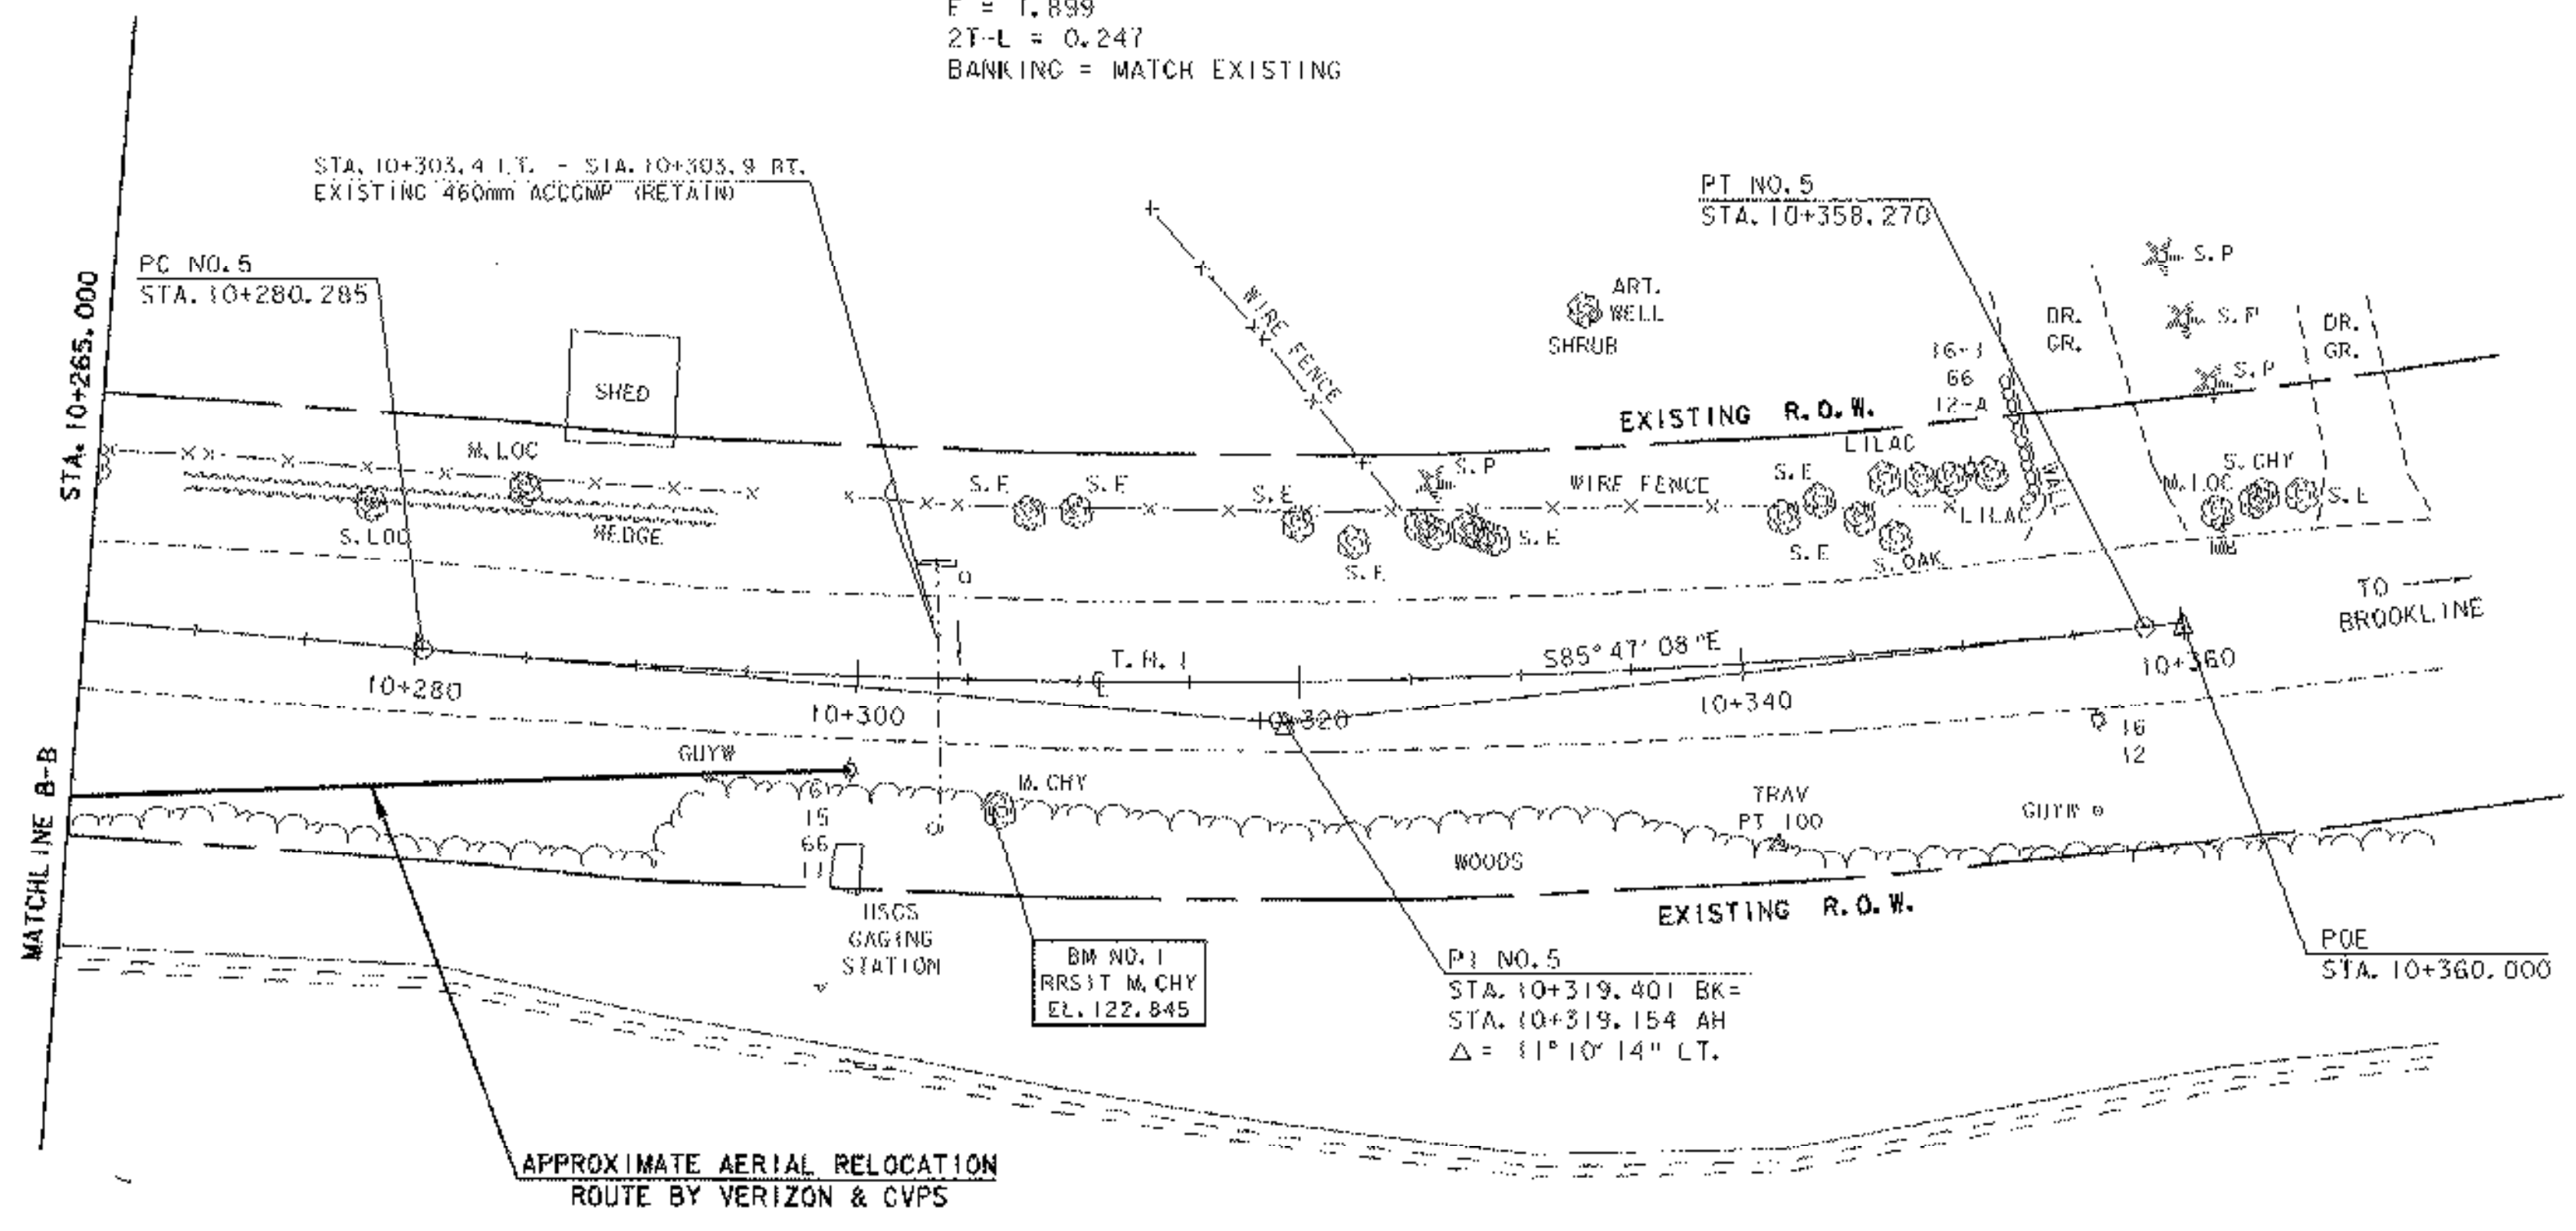 E = 1.899
2T-L = 0.247
BANKING = MATCH EXISTING
STA. 10+303.4 LT. - STA. 10+303.9 RT.
EXISTING 460mm ACCGMP (RETAIN)
PT NO. 5
STA. 10+358.270
PC NO. 5
STA. 10+280.285
STA. 10+265.000
MATCHLINE B-B
SHED
WIRE FENCE
ART.
WELL
SHRUB
S.P
S.P
S.P
DR.
GR.
DR.
GR.
66
12-A
EXISTING R.O.W.
M.LOC
S.LOC
HEDGE
S.E
S.E
S.E
S.E
S.P
S.E
WIRE FENCE
LILAC
S.E
S.E
S.OAK
LILAC
WALL
M.LOC
S.CHY
S.E
MB
TO
BROOKLINE
T.H. 1
S85°47'08"E
10+280
10+300
10+320
10+340
10+360
GUYW
M.CHY
15
66
11
16
12
TRAV
PT 100
GUYW
WOODS
EXISTING R.O.W.
USGS
GAGING
STATION
BM NO. 1
RRSIT M.CHY
EL. 122.845
PI NO. 5
STA. 10+319.401 BK=
STA. 10+319.154 AH
Δ = 11°10'14" LT.
POE
STA. 10+360.000
APPROXIMATE AERIAL RELOCATION
ROUTE BY VERIZON & CVPS